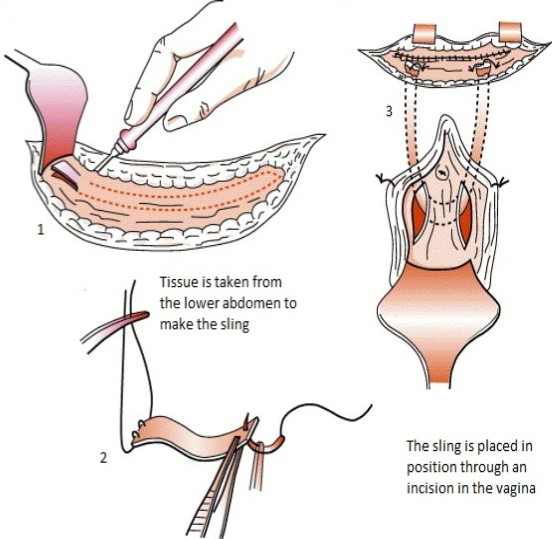 1
Tissue is taken from
the lower abdomen to
make the sling
2
3
The sling is placed in
position through an
incision in the vagina